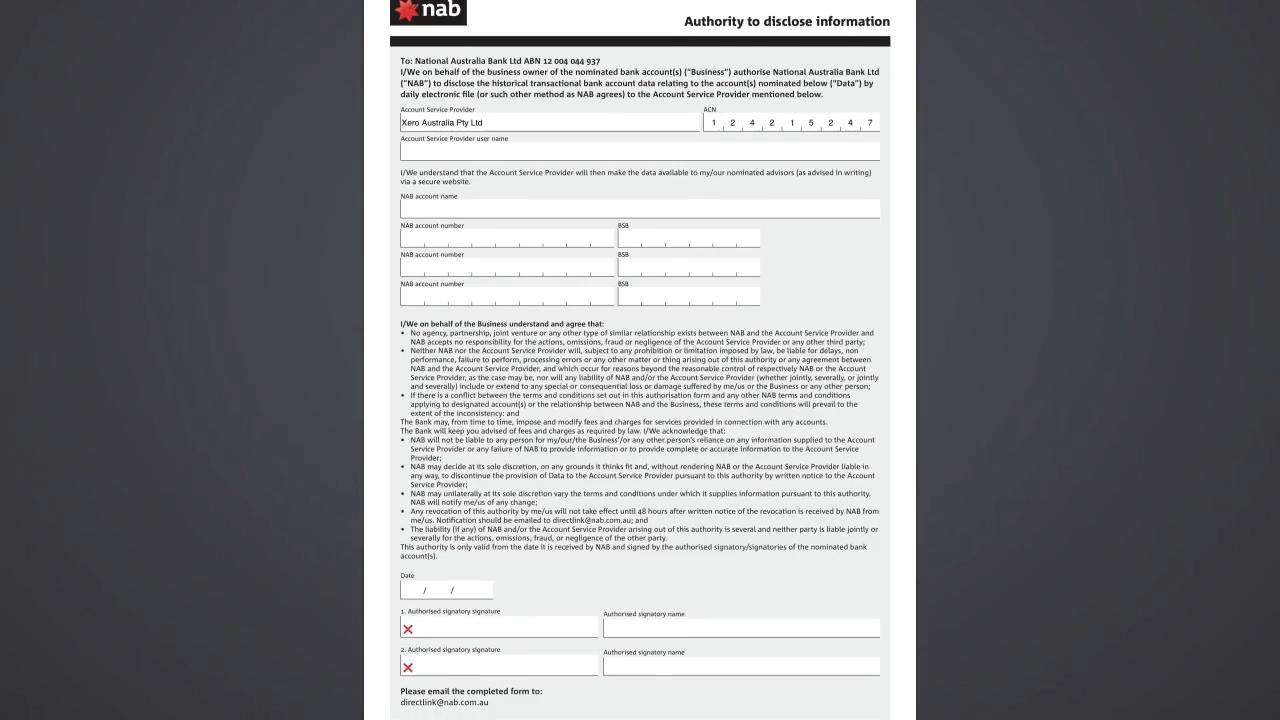 nab
Authority to disclose information
To: National Australia Bank Ltd ABN 12 004 044 937
I/We on behalf of the business owner of the nominated bank account(s) (“Business”) authorise National Australia Bank Ltd
(“NAB”) to disclose the historical transactional bank account data relating to the account(s) nominated below (“Data”) by
daily electronic file (or such other method as NAB agrees) to the Account Service Provider mentioned below.
Account Service Provider
ACN
Xero Australia Pty Ltd
1 2 4 2 1 5 2 4 7
Account Service Provider user name
I/We understand that the Account Service Provider will then make the data available to my/our nominated advisors (as advised in writing)
via a secure website.
NAB account name
NAB account number
BSB
NAB account number
BSB
NAB account number
BSB
I/We on behalf of the Business understand and agree that:
• No agency, partnership, joint venture or any other type of similar relationship exists between NAB and the Account Service Provider and
NAB accepts no responsibility for the actions, omissions, fraud or negligence of the Account Service Provider or any other third party;
• Neither NAB nor the Account Service Provider will, subject to any prohibition or limitation imposed by law, be liable for delays, non
performance, failure to perform, processing errors or any other matter or thing arising out of this authority or any agreement between
NAB and the Account Service Provider, and which occur for reasons beyond the reasonable control of respectively NAB or the Account
Service Provider, as the case may be, nor will any liability of NAB and/or the Account Service Provider (whether jointly, severally, or jointly
and severally) include or extend to any special or consequential loss or damage suffered by me/us or the Business or any other person;
• If there is a conflict between the terms and conditions set out in this authorisation form and any other NAB terms and conditions
applying to designated account(s) or the relationship between NAB and the Business, these terms and conditions will prevail to the
extent of the inconsistency: and
The Bank may, from time to time, impose and modify fees and charges for services provided in connection with any accounts.
The Bank will keep you advised of fees and charges as required by law. I/We acknowledge that:
• NAB will not be liable to any person for my/our/the Business’/or any other person’s reliance on any information supplied to the Account
Service Provider or any failure of NAB to provide information or to provide complete or accurate information to the Account Service
Provider;
• NAB may decide at its sole discretion, on any grounds it thinks fit and, without rendering NAB or the Account Service Provider liable in
any way, to discontinue the provision of Data to the Account Service Provider pursuant to this authority by written notice to the Account
Service Provider;
• NAB may unilaterally at its sole discretion vary the terms and conditions under which it supplies information pursuant to this authority.
NAB will notify me/us of any change;
• Any revocation of this authority by me/us will not take effect until 48 hours after written notice of the revocation is received by NAB from
me/us. Notification should be emailed to directlink@nab.com.au; and
• The liability (if any) of NAB and/or the Account Service Provider arising out of this authority is several and neither party is liable jointly or
severally for the actions, omissions, fraud, or negligence of the other party.
This authority is only valid from the date it is received by NAB and signed by the authorised signatory/signatories of the nominated bank
account(s).
Date
/ /
1. Authorised signatory signature
Authorised signatory name
2. Authorised signatory signature
Authorised signatory name
Please email the completed form to:
directlink@nab.com.au